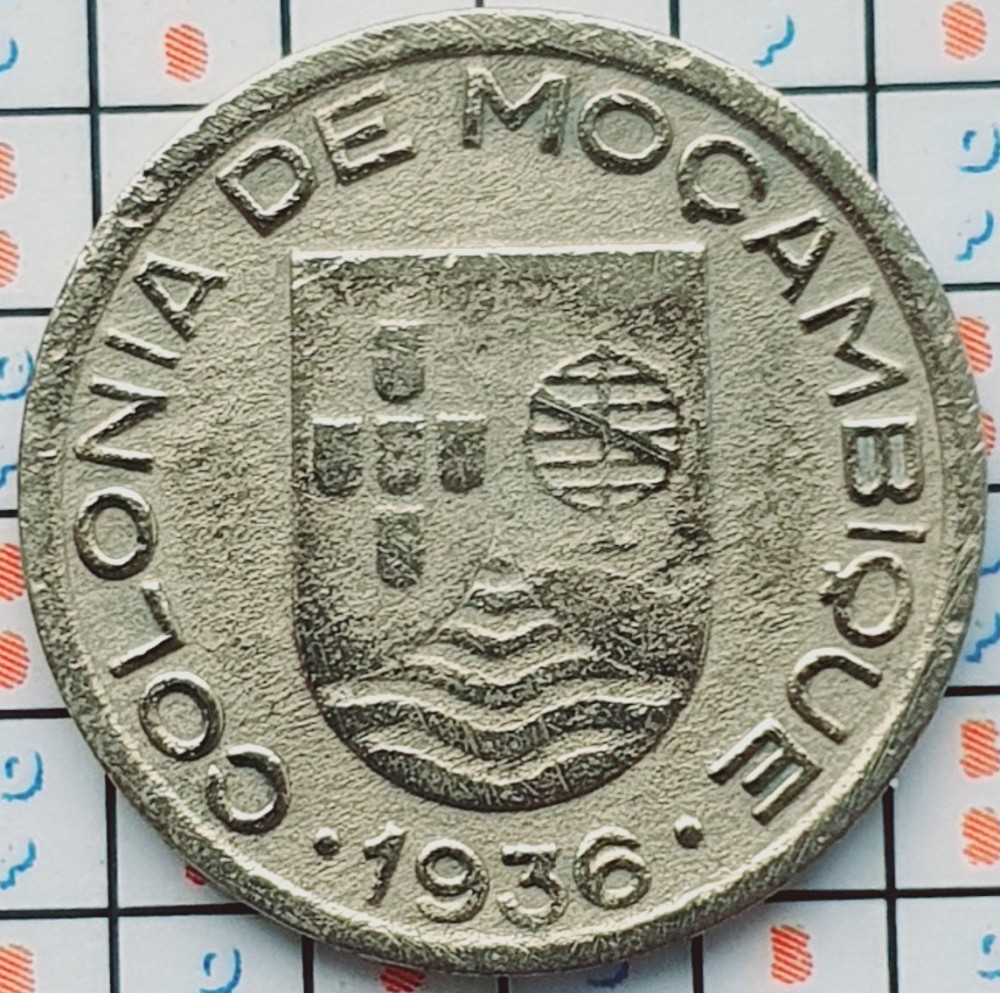 COLONIA DE MOÇAMBIQUE
· 1936 ·